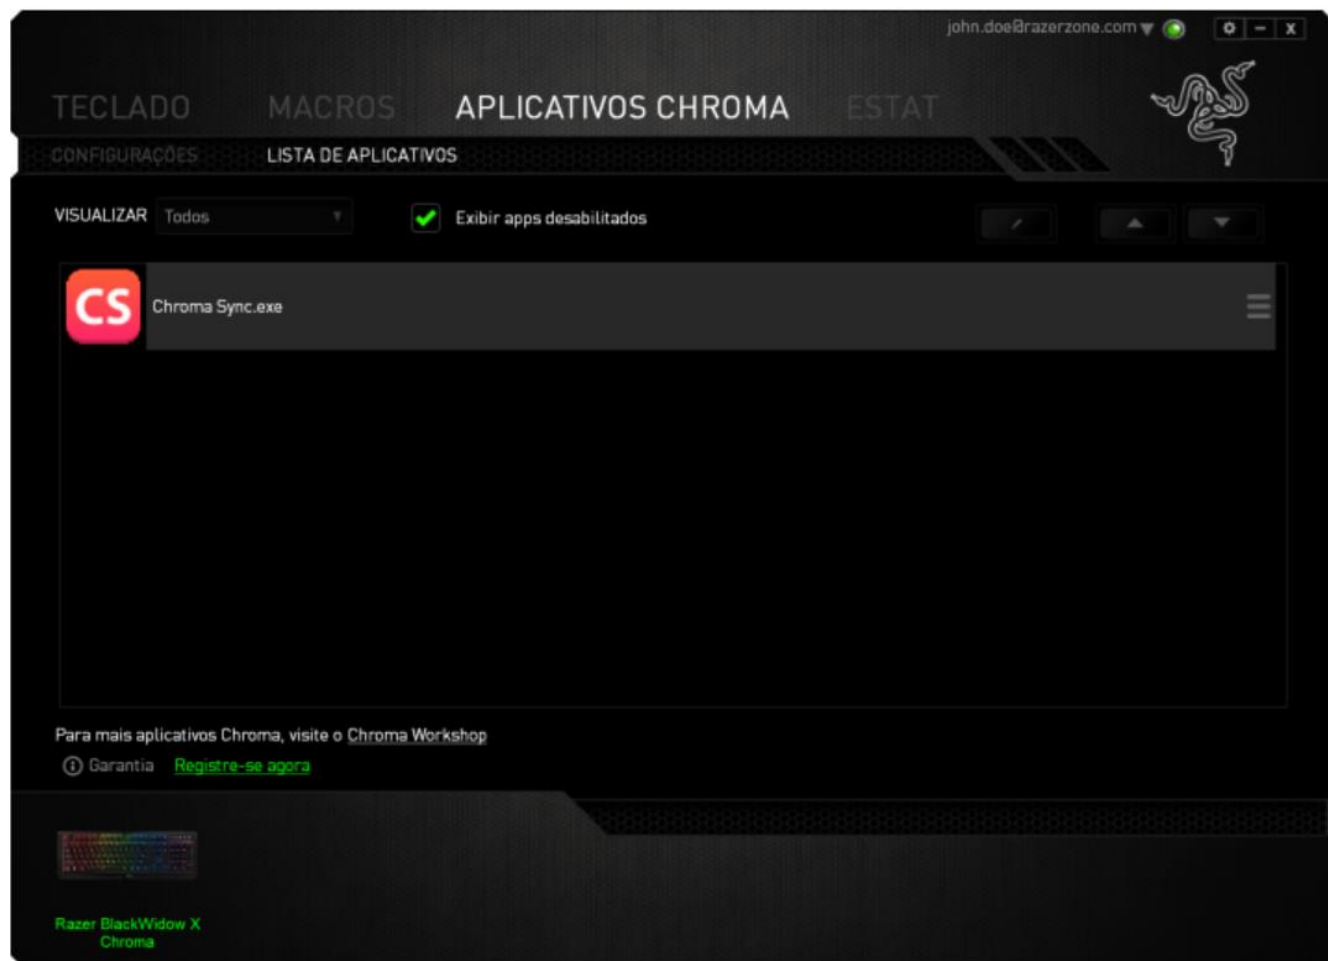 john.doe@razerzone.com
TECLADO MACROS APLICATIVOS CHROMA ESTAT
CONFIGURAÇÕES LISTA DE APLICATIVOS
VISUALIZAR Todos Exibir apps desabilitados
CS Chroma Sync.exe
Para mais aplicativos Chroma, visite o Chroma Workshop
Garantia Registre-se agora
Razer BlackWidow X
Chroma